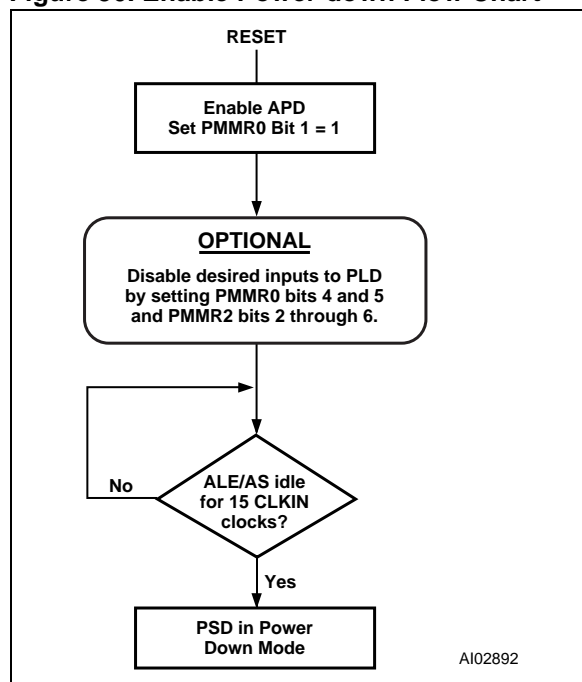 Figure Enable Power-down Flow Chart
RESET
Enable APD
Set PMMR0 Bit 1 = 1
OPTIONAL
Disable desired inputs to PLD
by setting PMMR0 bits 4 and 5
and PMMR2 bits 2 through 6.
No
ALE/AS idle
for 15 CLKIN
clocks?
Yes
PSD in Power
Down Mode
AI02892